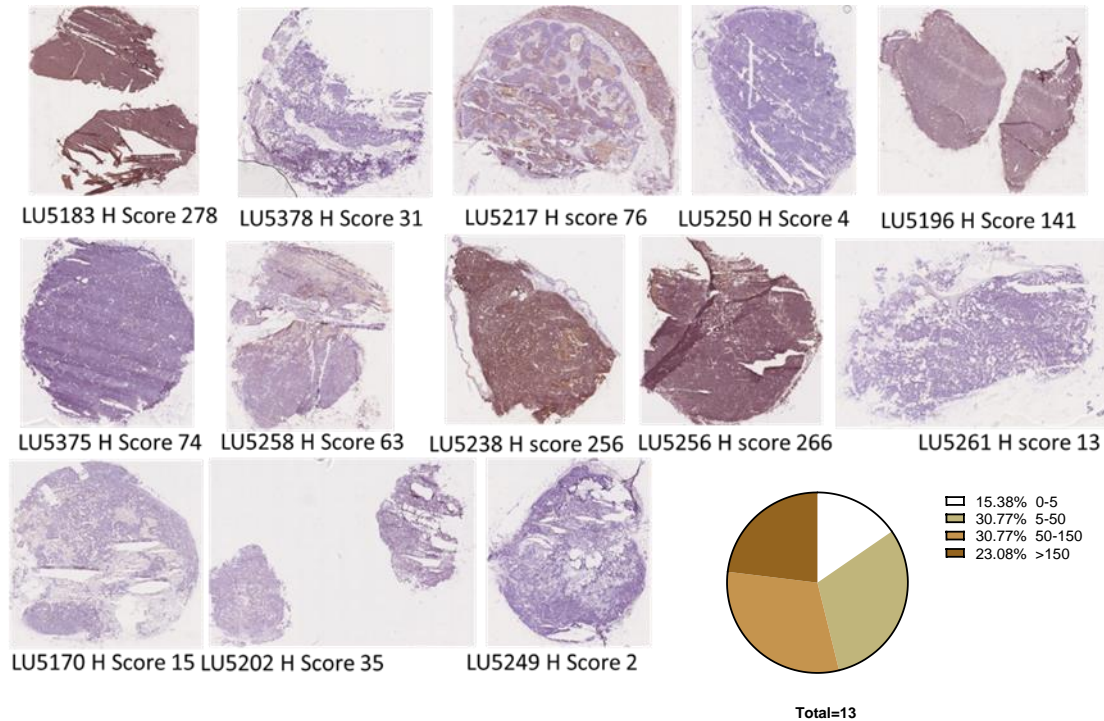 LU5183 H Score 278
LU5378 H Score 31
LU5217 H score 76
LU5250 H Score 4
LU5196 H Score 141
LU5375 H Score 74
LU5258 H Score 63
LU5238 H score 256
LU5256 H score 266
LU5261 H score 13
LU5170 H Score 15
LU5202 H Score 35
LU5249 H Score 2
15.38% 0-5
30.77% 5-50
30.77% 50-150
23.08% >150
Total=13